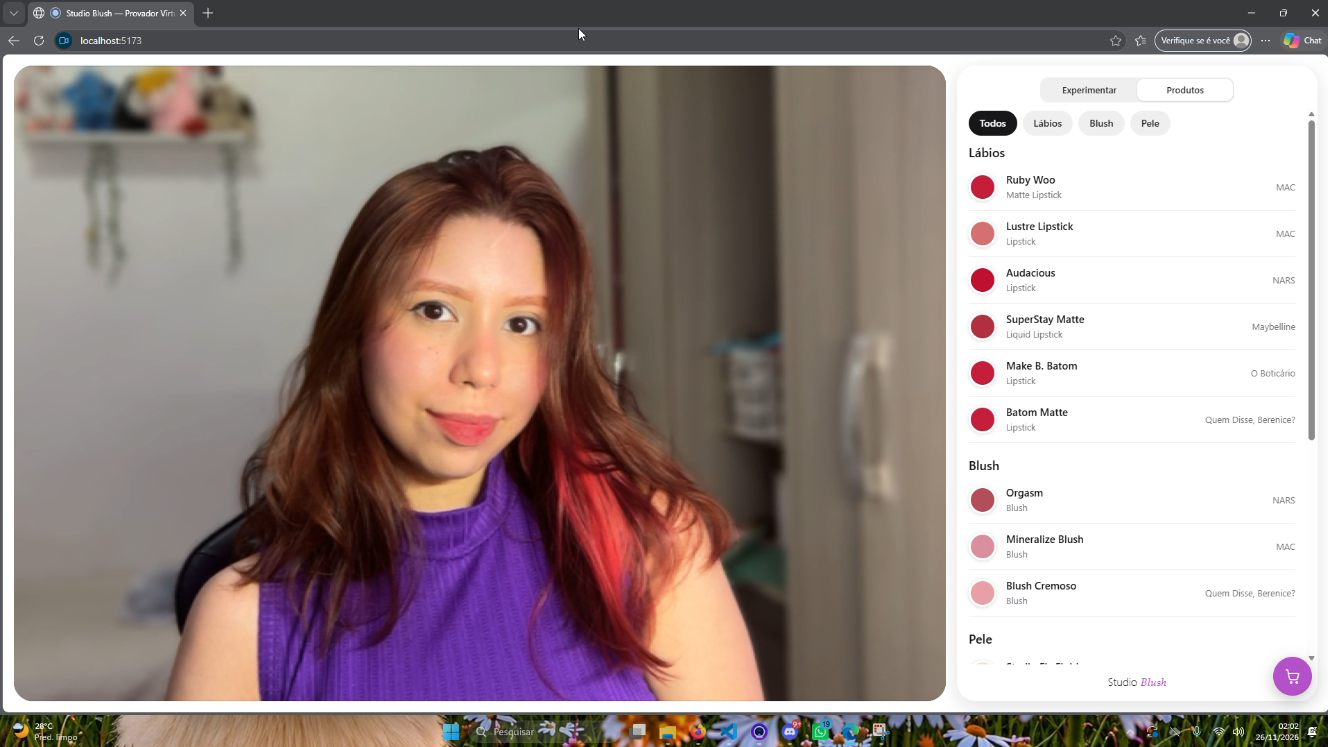 Studio Blush — Provador Virtu
localhost:5173
Verifique se é você
Chat
Experimentar
Produtos
Todos
Lábios
Blush
Pele
Lábios
Ruby Woo
Matte Lipstick
MAC
Lustre Lipstick
Lipstick
MAC
Audacious
Lipstick
NARS
SuperStay Matte
Liquid Lipstick
Maybelline
Make B. Batom
Lipstick
O Boticário
Batom Matte
Lipstick
Quem Disse, Berenice?
Blush
Orgasm
Blush
NARS
Mineralize Blush
Blush
MAC
Blush Cremoso
Blush
Quem Disse, Berenice?
Pele
Studio Blush
28°C
Pred. limpo
Pesquisar
9+
19
02:02
26/11/2026